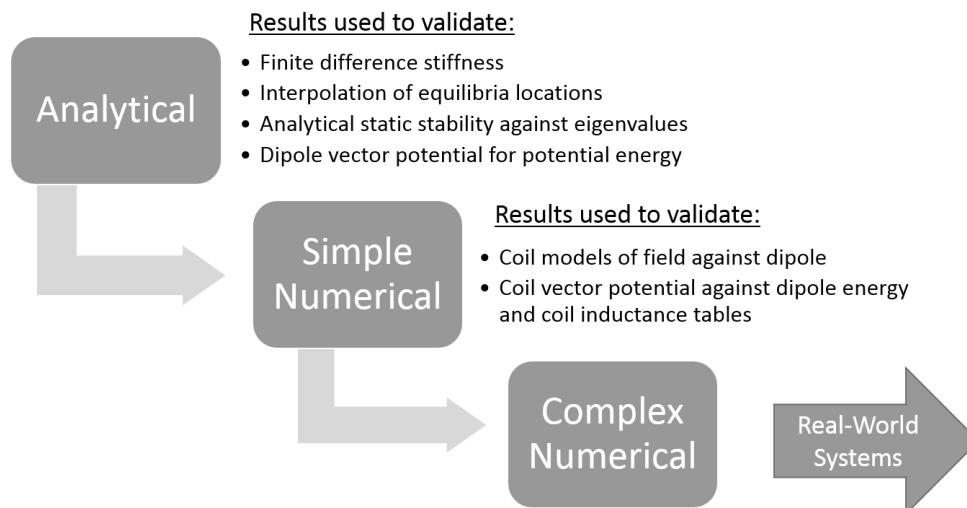 Results used to validate:
Analytical
• Finite difference stiffness
• Interpolation of equilibria locations
• Analytical static stability against eigenvalues
• Dipole vector potential for potential energy
Simple
Numerical
Results used to validate:
• Coil models of field against dipole
• Coil vector potential against dipole energy
and coil inductance tables
Complex
Numerical
Real-World
Systems